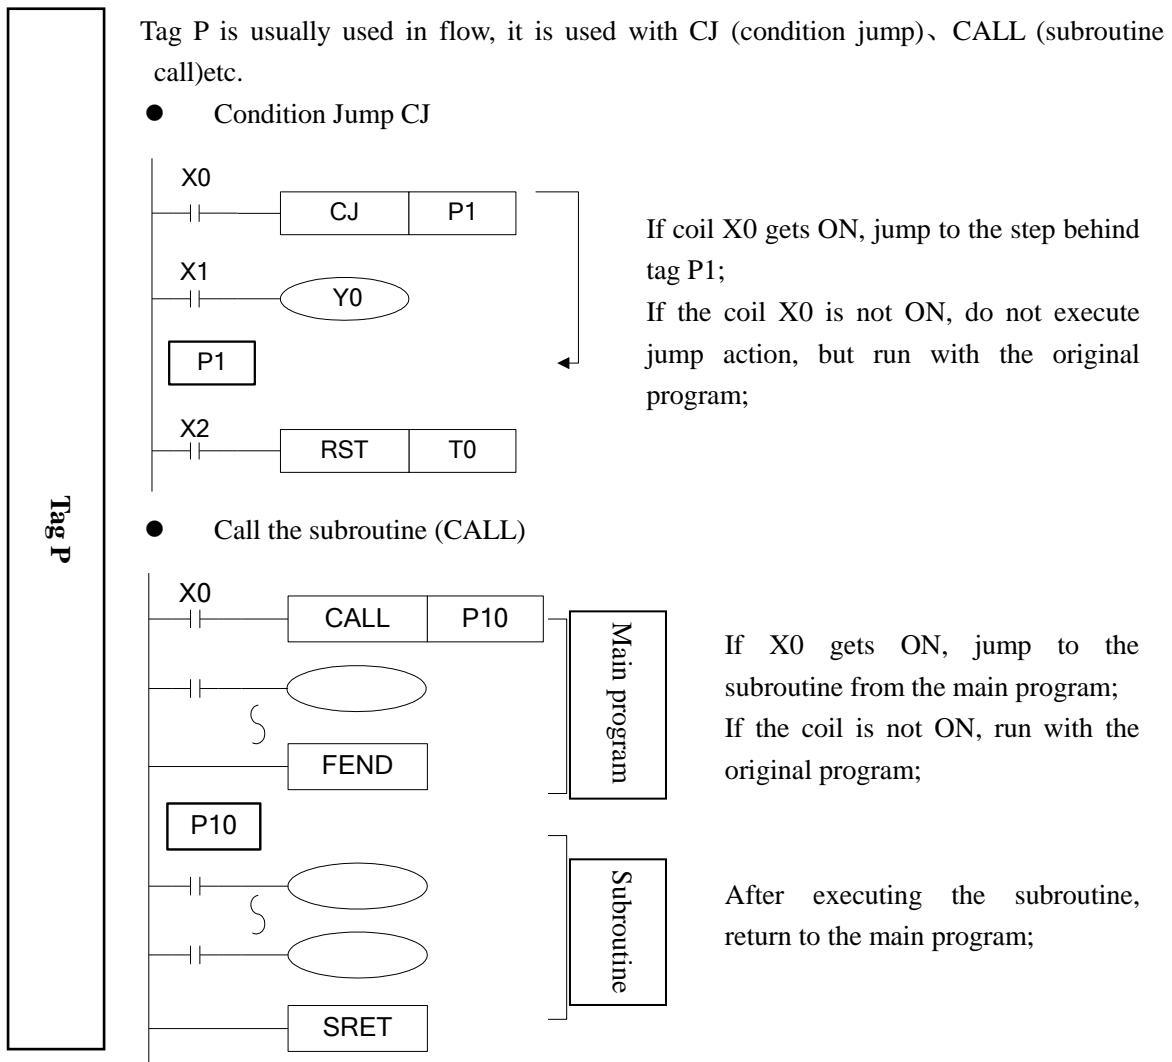 Tag P is usually used in flow, it is used with CJ (condition jump)、CALL (subroutine
call)etc.
● Condition Jump CJ
X0
CJ P1
X1
Y0
P1
X2
RST T0
If coil X0 gets ON, jump to the step behind
tag P1;
If the coil X0 is not ON, do not execute
jump action, but run with the original
program;
Tag P
● Call the subroutine (CALL)
X0
CALL P10
FEND
Main program
If X0 gets ON, jump to the
subroutine from the main program;
If the coil is not ON, run with the
original program;
P10
SRET
Subroutine
After executing the subroutine,
return to the main program;